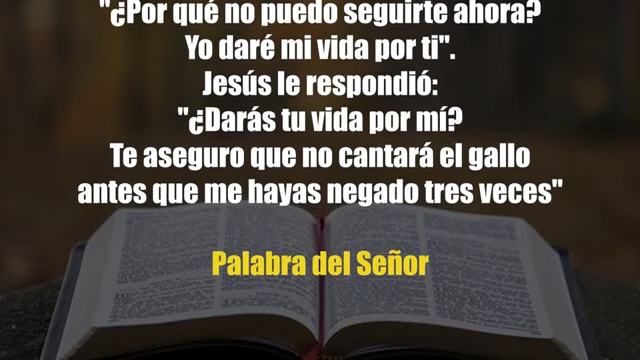 "¿Por qué no puedo seguirte ahora?
Yo daré mi vida por ti".
Jesús le respondió:
"¿Darás tu vida por mí?
Te aseguro que no cantará el gallo
antes que me hayas negado tres veces"
Palabra del Señor